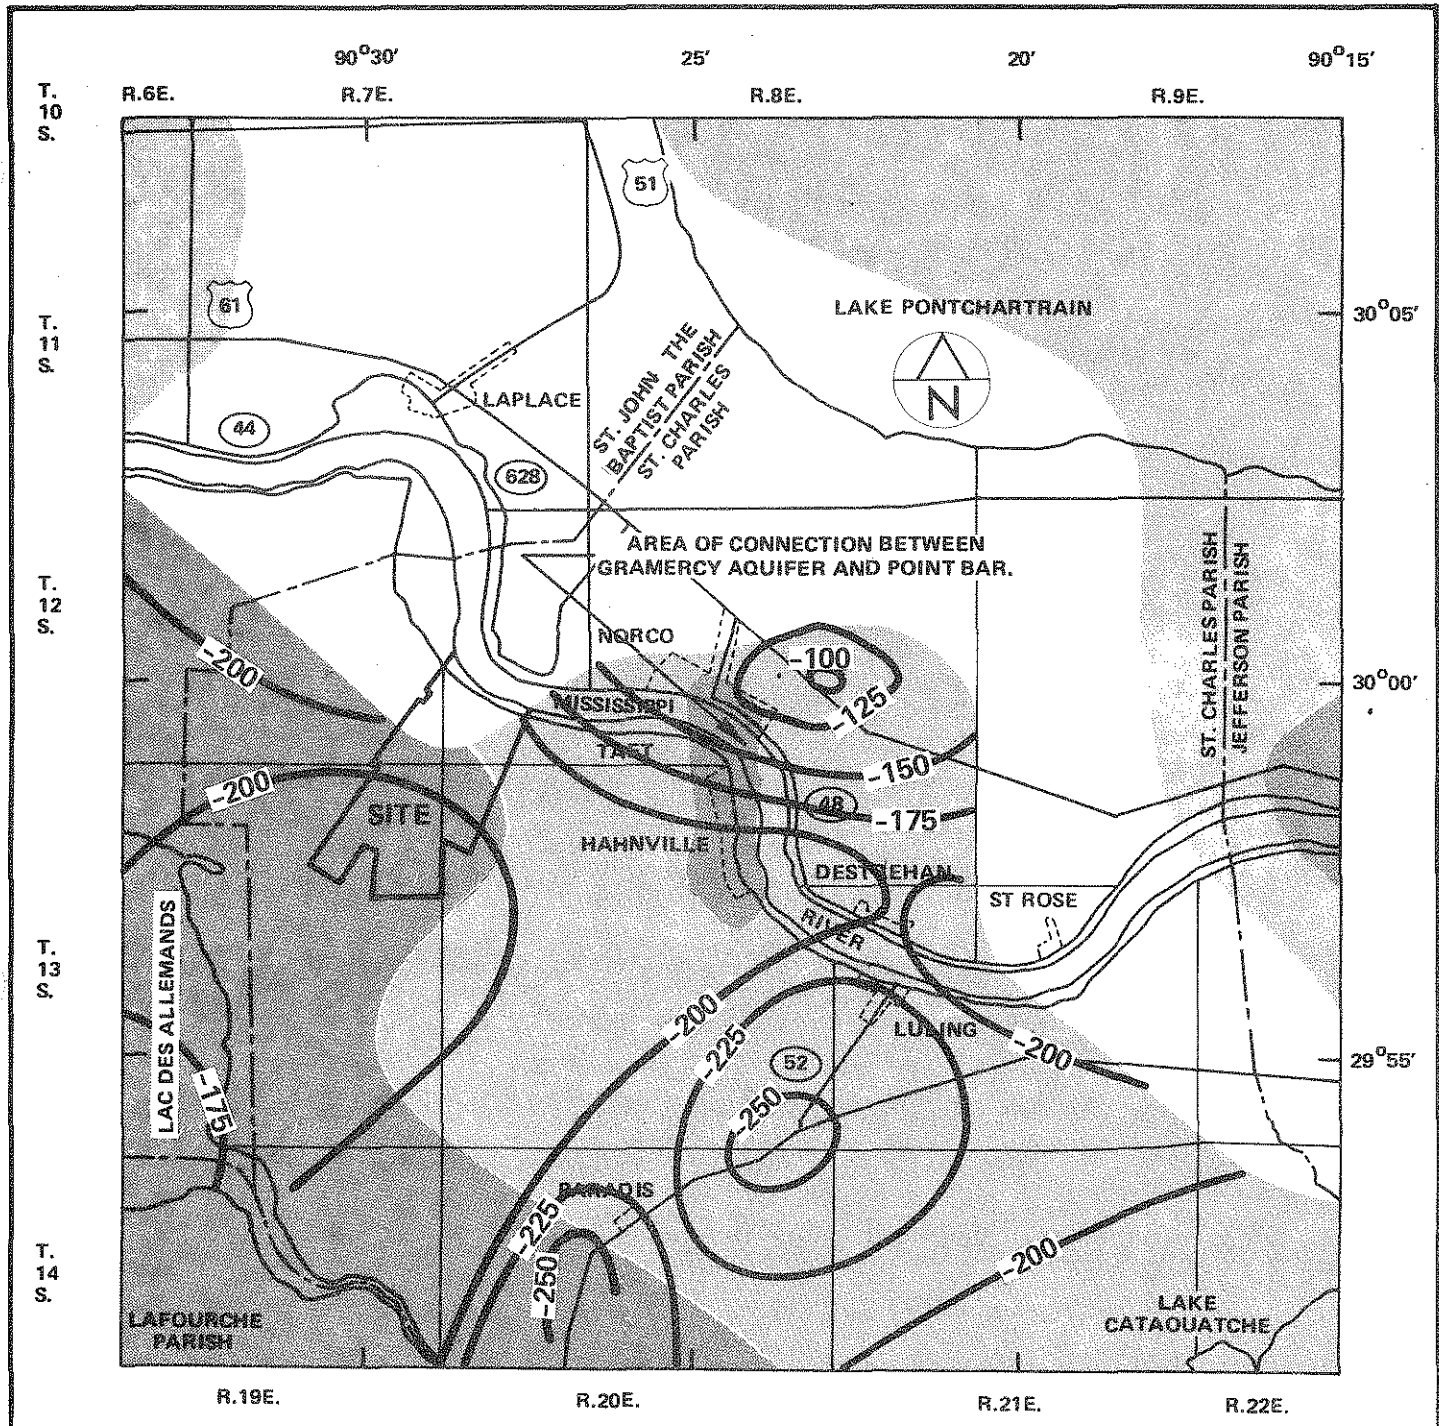 90°30′ 25′ 20′ 90°15′
T. 10 S.
R.6E. R.7E. R.8E. R.9E.
51
61
LAKE PONTCHARTRAIN
30°05′
T. 11 S.
N
ST. JOHN THE
BAPTIST PARISH
ST. CHARLES
PARISH
LAPLACE
44
628
AREA OF CONNECTION BETWEEN
GRAMERCY AQUIFER AND POINT BAR.
ST. CHARLES PARISH
JEFFERSON PARISH
T. 12 S.
NORCO
-200
-100
30°00′
MISSISSIPPI
-125
TAFT
-150
-200
SITE
48
-175
HAHNVILLE
DESTREHAN
ST ROSE
RIVER
LAC DES ALLEMANDS
T. 13 S.
-200
LULING
-225
-200
52
29°55′
-175
-250
PARADIS
-225
-200
-250
T. 14 S.
LAFOURCHE
PARISH
LAKE
CATAOUATCHE
R.19E. R.20E. R.21E. R.22E.